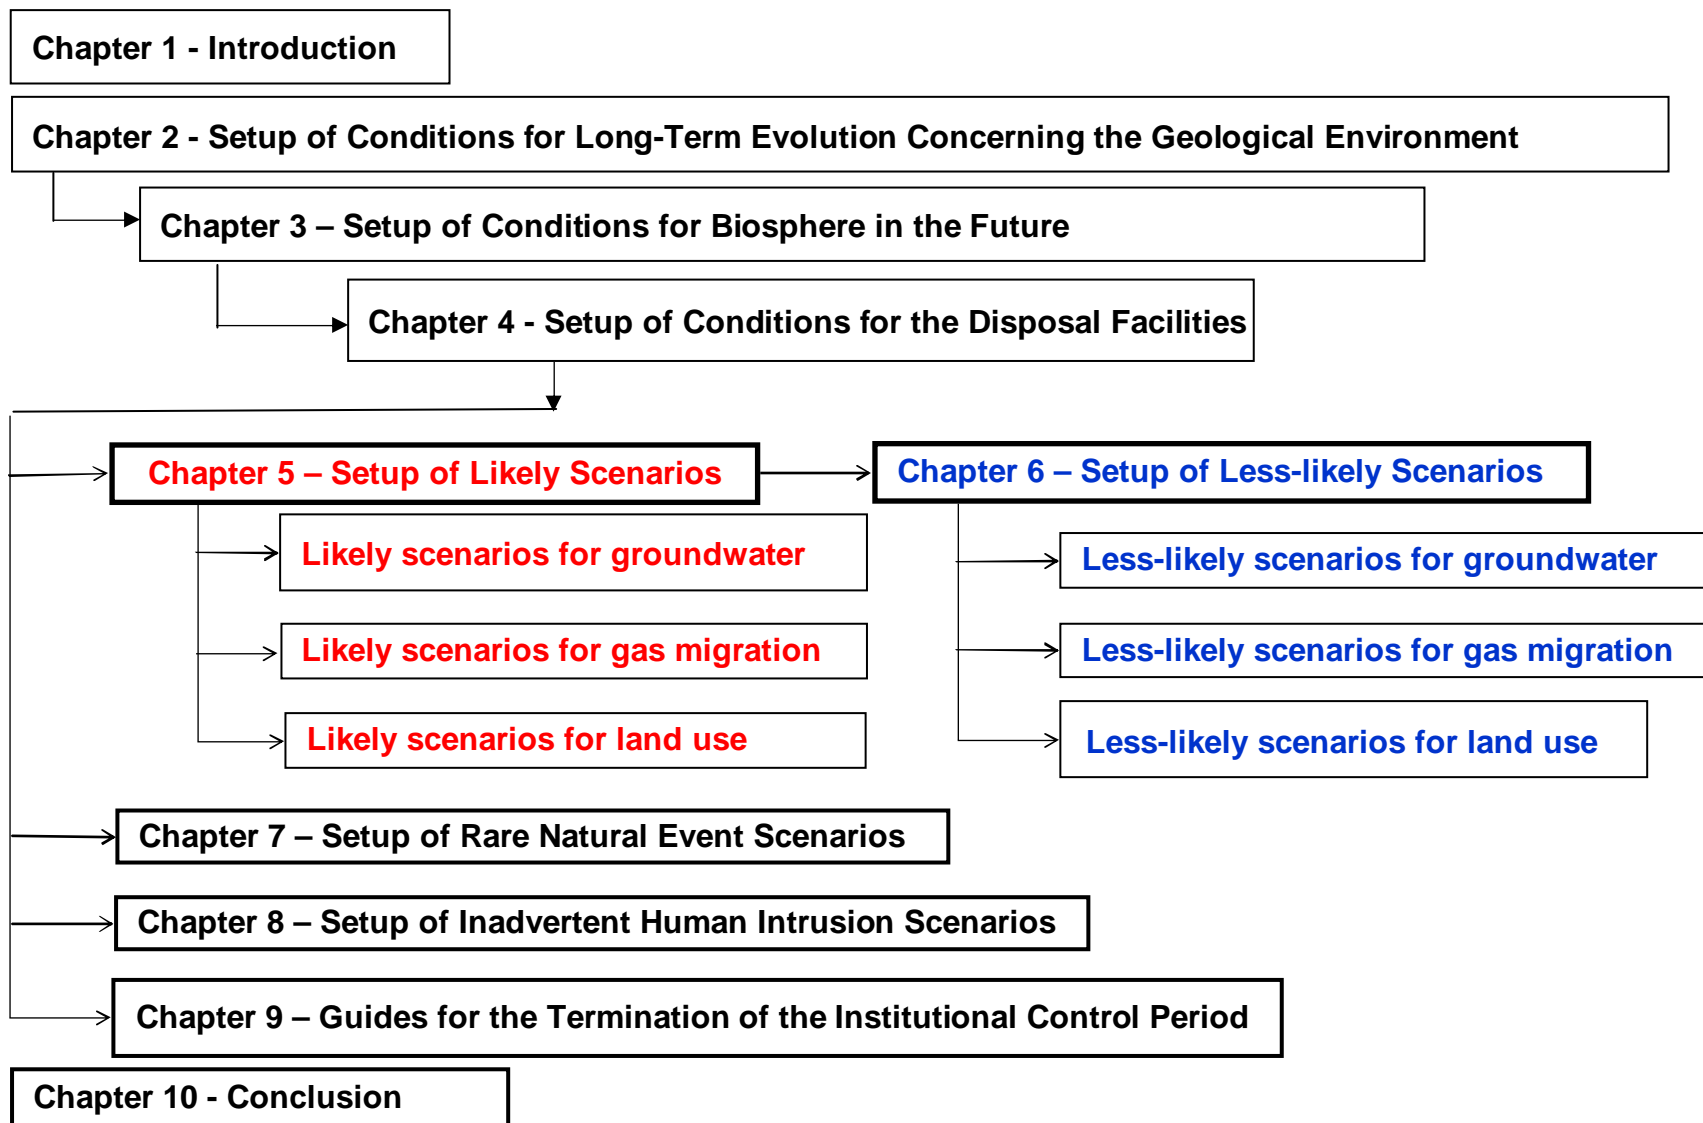 Chapter 1 - Introduction
Chapter 2 - Setup of Conditions for Long-Term Evolution Concerning the Geological Environment
Chapter 3 – Setup of Conditions for Biosphere in the Future
Chapter 4 - Setup of Conditions for the Disposal Facilities
Chapter 5 – Setup of Likely Scenarios
Likely scenarios for groundwater
Likely scenarios for gas migration
Likely scenarios for land use
Chapter 6 – Setup of Less-likely Scenarios
Less-likely scenarios for groundwater
Less-likely scenarios for gas migration
Less-likely scenarios for land use
Chapter 7 – Setup of Rare Natural Event Scenarios
Chapter 8 – Setup of Inadvertent Human Intrusion Scenarios
Chapter 9 – Guides for the Termination of the Institutional Control Period
Chapter 10 - Conclusion